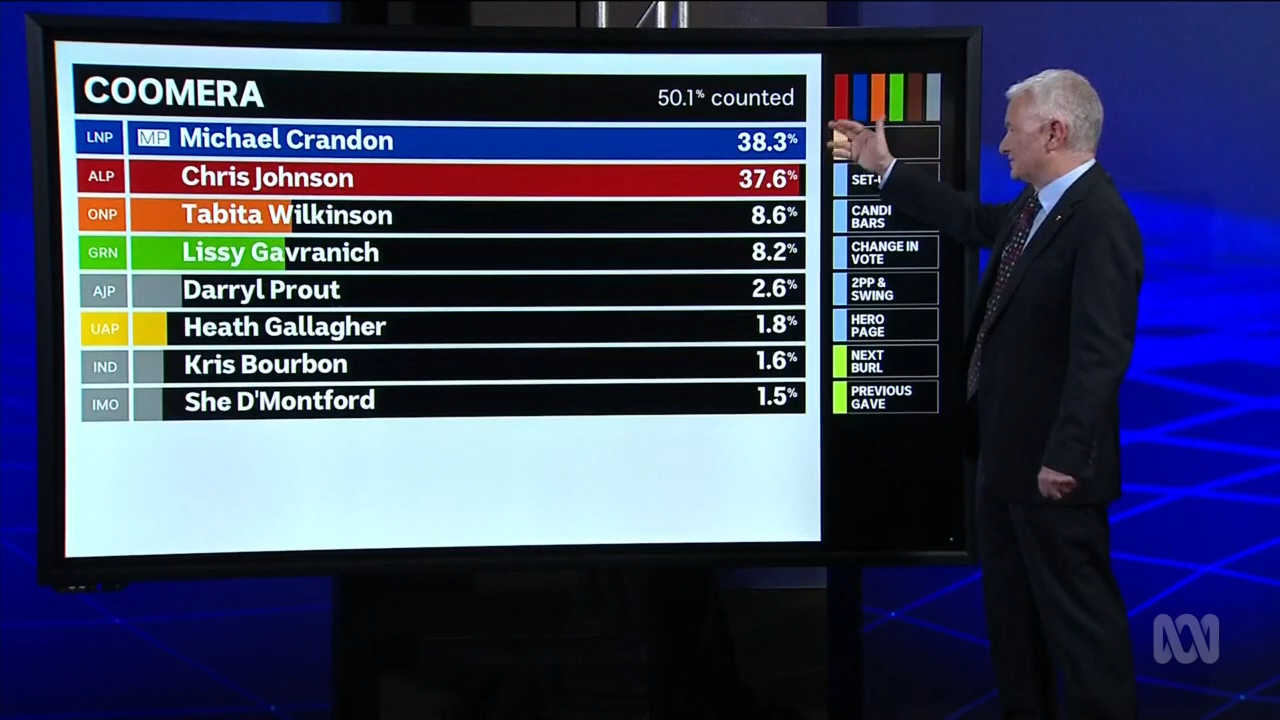 COOMERA
50.1% counted
LNP MP Michael Crandon 38.3%
ALP Chris Johnson 37.6%
ONP Tabita Wilkinson 8.6%
GRN Lissy Gavranich 8.2%
AJP Darryl Prout 2.6%
UAP Heath Gallagher 1.8%
IND Kris Bourbon 1.6%
IMO She D'Montford 1.5%
CANDI
BARS
CHANGE IN
VOTE
2PP &
SWING
HERO
PAGE
NEXT
BURL
PREVIOUS
GAVE